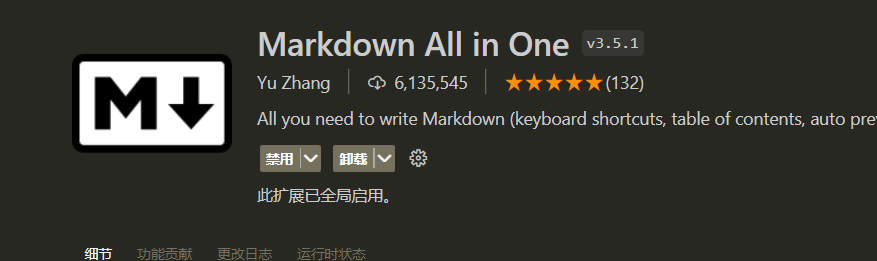 Markdown All in One v3.5.1
Yu Zhang 6,135,545 (132)
All you need to write Markdown (keyboard shortcuts, table of contents, auto
禁用 卸载
此扩展已全局启用。
细节 功能贡献 更改日志 运行时状态